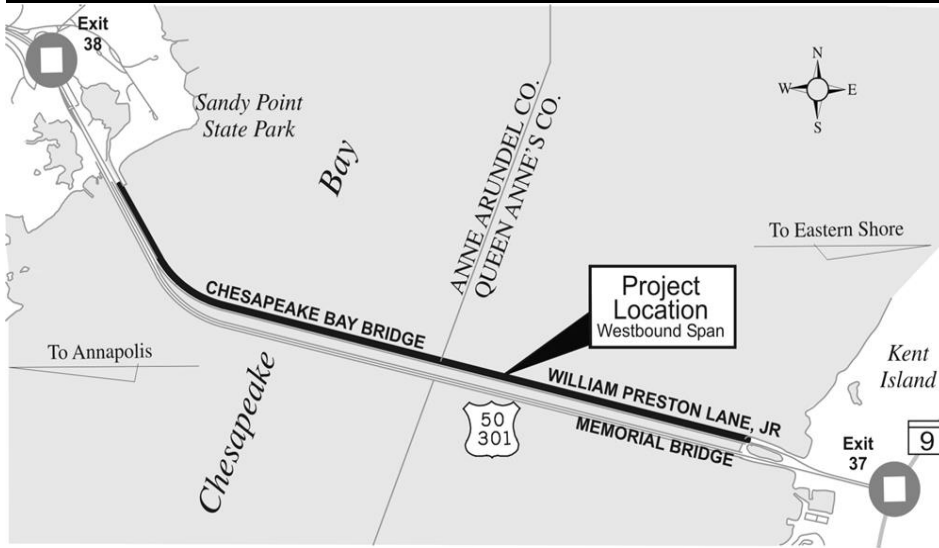 Exit
38
Sandy Point
State Park
Bay
ANNE ARUNDEL CO.
QUEEN ANNE'S CO.
N
W E
S
To Eastern Shore
Project
Location
Westbound Span
CHESAPEAKE BAY BRIDGE
To Annapolis
Chesapeake
WILLIAM PRESTON LANE, JR
MEMORIAL BRIDGE
50
301
Kent
Island
Exit
37
9